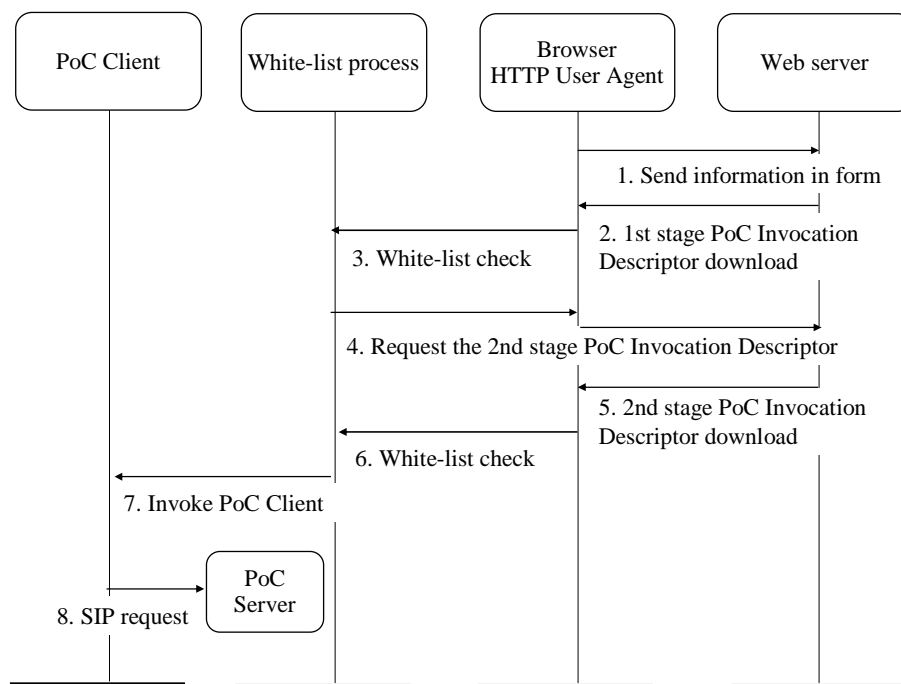 PoC Client
White-list process
Browser
HTTP User Agent
Web server
1. Send information in form
2. 1st stage PoC Invocation
Descriptor download
3. White-list check
4. Request the 2nd stage PoC Invocation Descriptor
5. 2nd stage PoC Invocation
Descriptor download
6. White-list check
7. Invoke PoC Client
PoC
Server
8. SIP request